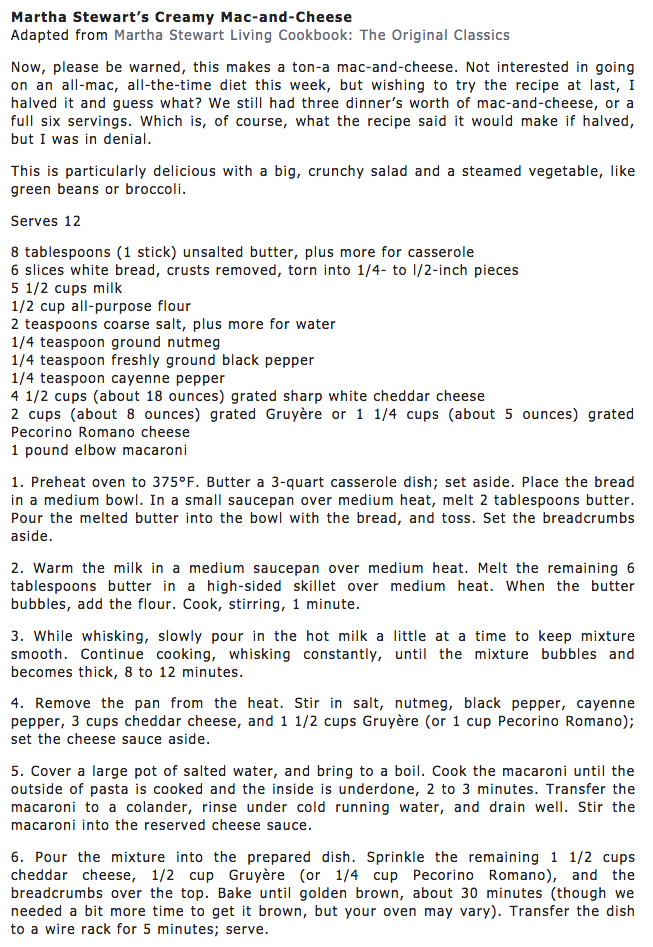 Martha Stewart’s Creamy Mac-and-Cheese
Adapted from Martha Stewart Living Cookbook: The Original Classics
Now, please be warned, this makes a ton-a mac-and-cheese. Not interested in going
on an all-mac, all-the-time diet this week, but wishing to try the recipe at last, I
halved it and guess what? We still had three dinner’s worth of mac-and-cheese, or a
full six servings. Which is, of course, what the recipe said it would make if halved,
but I was in denial.
This is particularly delicious with a big, crunchy salad and a steamed vegetable, like
green beans or broccoli.
Serves 12
8 tablespoons (1 stick) unsalted butter, plus more for casserole
6 slices white bread, crusts removed, torn into 1/4- to l/2-inch pieces
5 1/2 cups milk
1/2 cup all-purpose flour
2 teaspoons coarse salt, plus more for water
1/4 teaspoon ground nutmeg
1/4 teaspoon freshly ground black pepper
1/4 teaspoon cayenne pepper
4 1/2 cups (about 18 ounces) grated sharp white cheddar cheese
2 cups (about 8 ounces) grated Gruyère or 1 1/4 cups (about 5 ounces) grated
Pecorino Romano cheese
1 pound elbow macaroni
1. Preheat oven to 375°F. Butter a 3-quart casserole dish; set aside. Place the bread
in a medium bowl. In a small saucepan over medium heat, melt 2 tablespoons butter.
Pour the melted butter into the bowl with the bread, and toss. Set the breadcrumbs
aside.
2. Warm the milk in a medium saucepan over medium heat. Melt the remaining 6
tablespoons butter in a high-sided skillet over medium heat. When the butter
bubbles, add the flour. Cook, stirring, 1 minute.
3. While whisking, slowly pour in the hot milk a little at a time to keep mixture
smooth. Continue cooking, whisking constantly, until the mixture bubbles and
becomes thick, 8 to 12 minutes.
4. Remove the pan from the heat. Stir in salt, nutmeg, black pepper, cayenne
pepper, 3 cups cheddar cheese, and 1 1/2 cups Gruyère (or 1 cup Pecorino Romano);
set the cheese sauce aside.
5. Cover a large pot of salted water, and bring to a boil. Cook the macaroni until the
outside of pasta is cooked and the inside is underdone, 2 to 3 minutes. Transfer the
macaroni to a colander, rinse under cold running water, and drain well. Stir the
macaroni into the reserved cheese sauce.
6. Pour the mixture into the prepared dish. Sprinkle the remaining 1 1/2 cups
cheddar cheese, 1/2 cup Gruyère (or 1/4 cup Pecorino Romano), and the
breadcrumbs over the top. Bake until golden brown, about 30 minutes (though we
needed a bit more time to get it brown, but your oven may vary). Transfer the dish
to a wire rack for 5 minutes; serve.